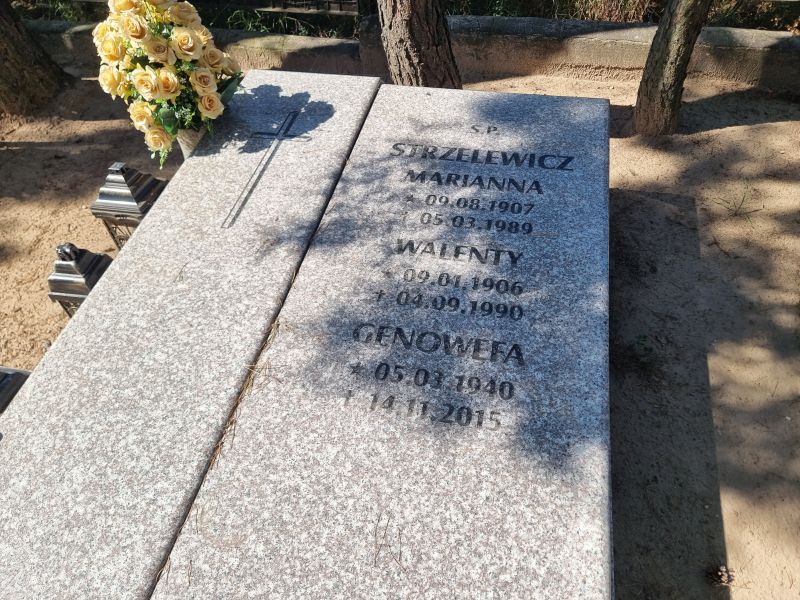 S.P.
STRZELEWICZ
MARIANNA
* 09.08.1907
† 05.03.1989
WALENTY
* 09.01.1906
† 04.09.1990
GENOWEFA
* 05.03.1940
† 14.11.2015